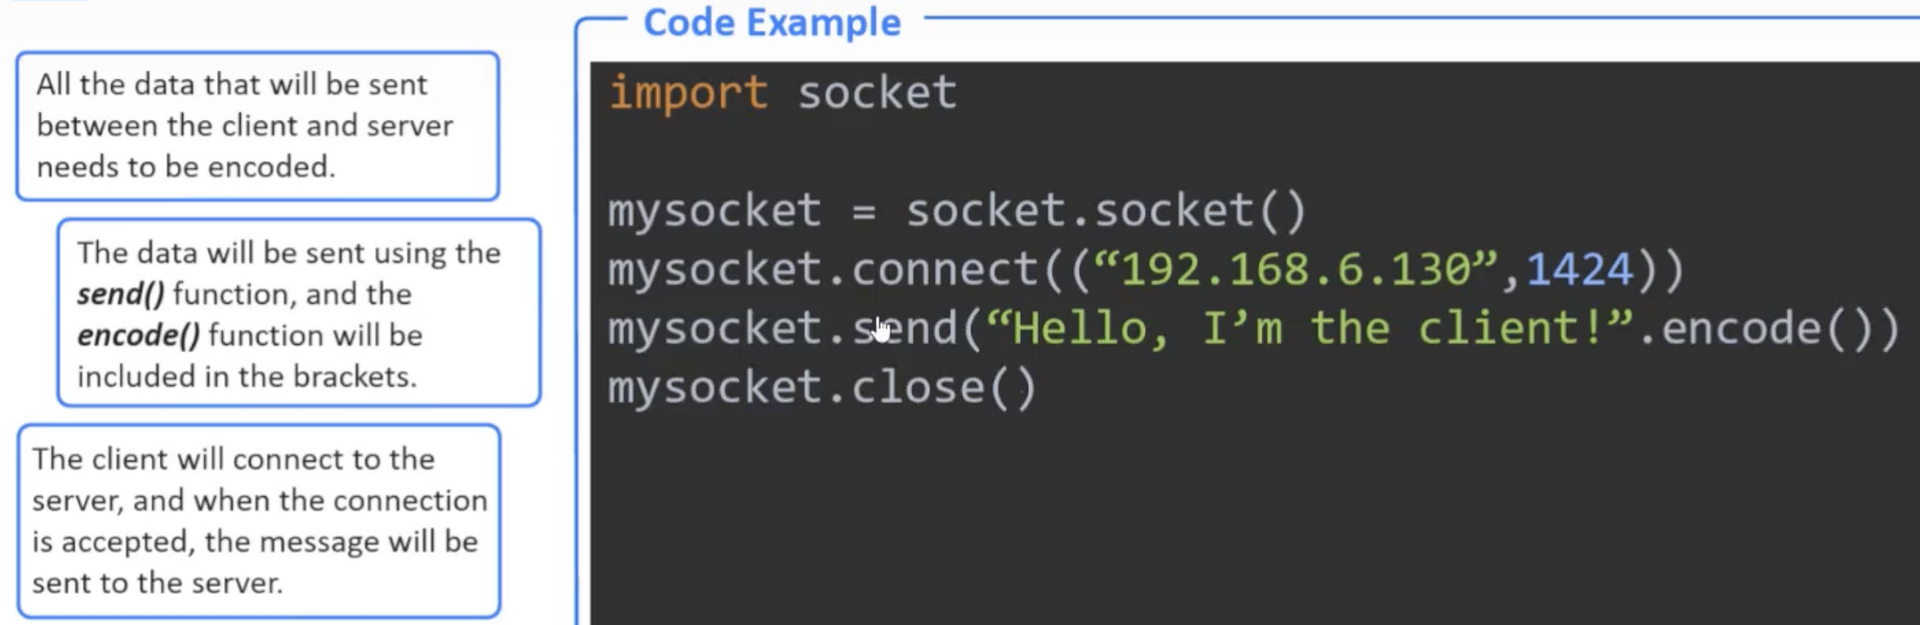 Code Example
All the data that will be sent
between the client and server
needs to be encoded.
The data will be sent using the
send() function, and the
encode() function will be
included in the brackets.
The client will connect to the
server, and when the connection
is accepted, the message will be
sent to the server.
import socket
mysocket = socket.socket()
mysocket.connect((“192.168.6.130”,1424))
mysocket.send(“Hello, I’m the client!”.encode())
mysocket.close()